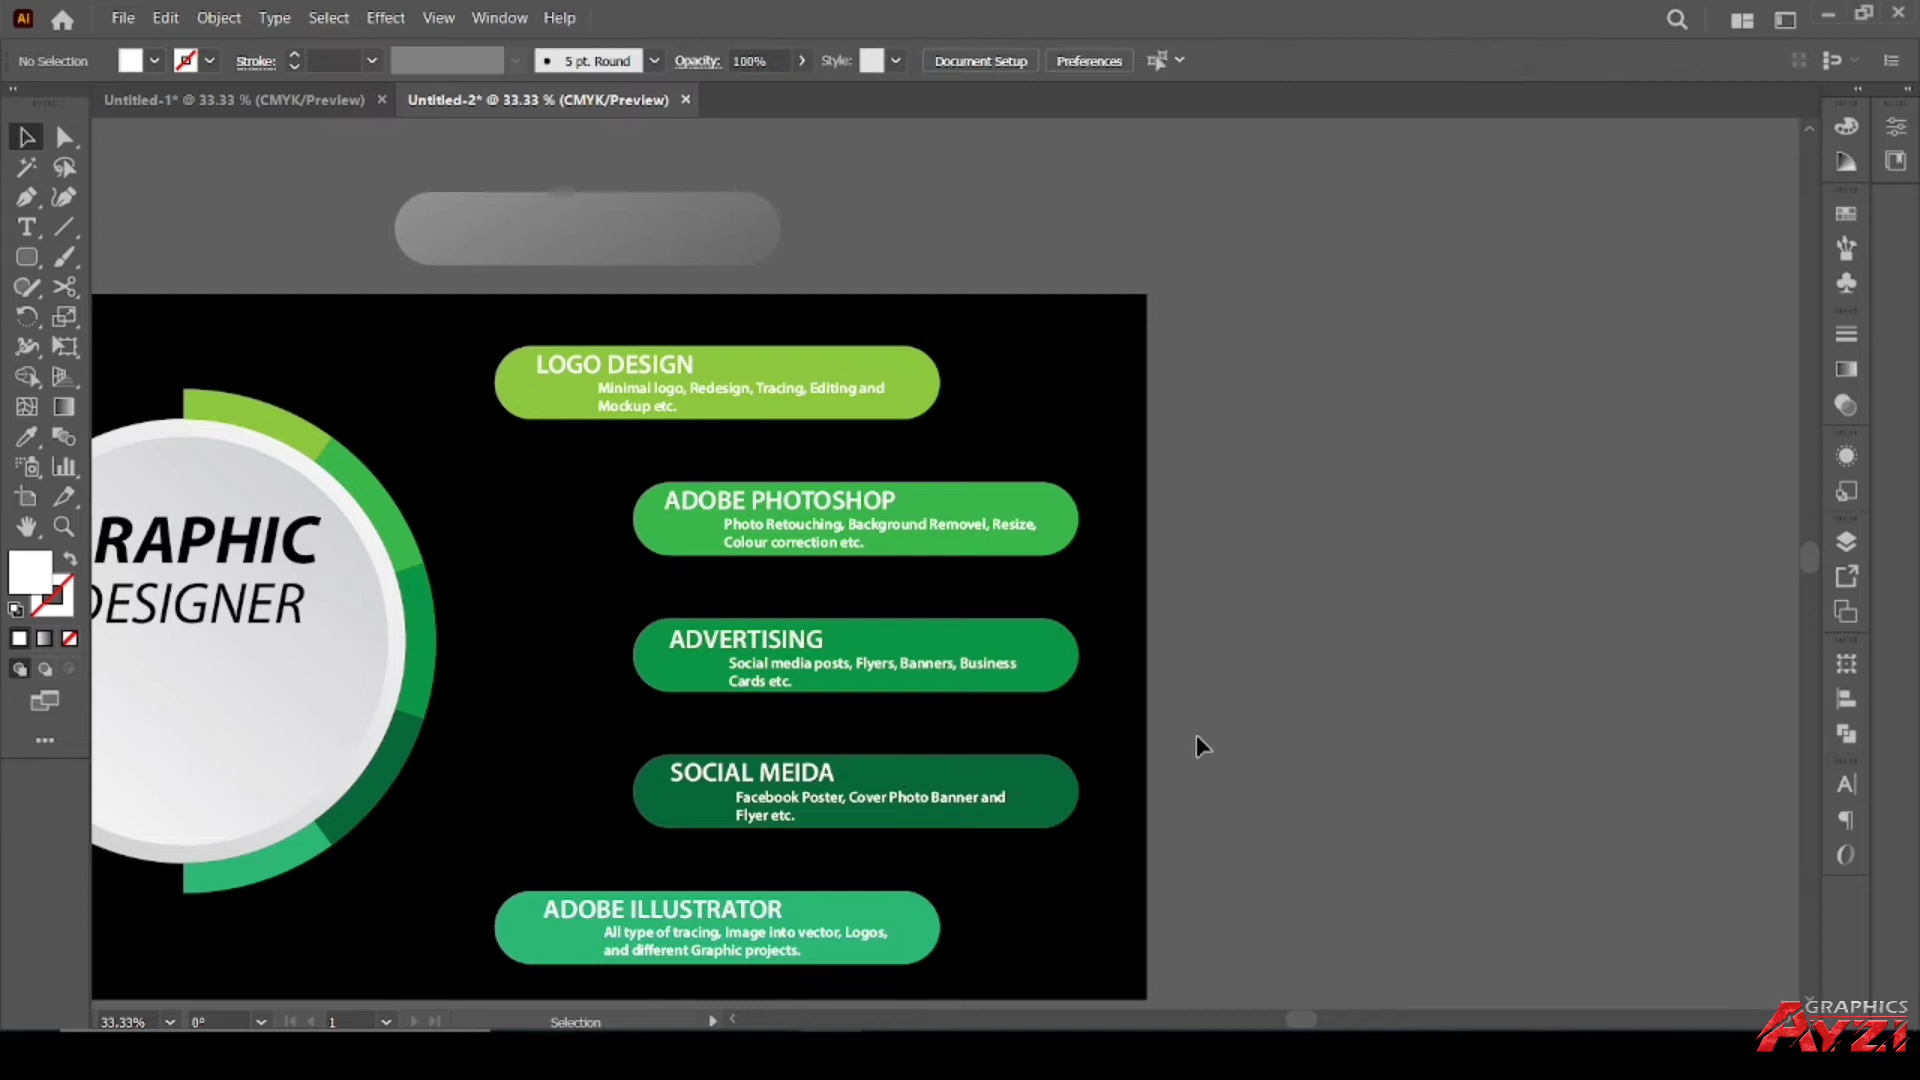 Ai File Edit Object Type Select Effect View Window Help
No Selection Stroke: 5 pt. Round Opacity: 100% Style: Document Setup Preferences
Untitled-1* @ 33.33 % (CMYK/Preview) Untitled-2* @ 33.33 % (CMYK/Preview)
LOGO DESIGN
Minimal logo, Redesign, Tracing, Editing and
Mockup etc.
ADOBE PHOTOSHOP
Photo Retouching, Background Removel, Resize,
Colour correction etc.
RAPHIC
DESIGNER
ADVERTISING
Social media posts, Flyers, Banners, Business
Cards etc.
SOCIAL MEIDA
Facebook Poster, Cover Photo Banner and
Flyer etc.
ADOBE ILLUSTRATOR
All type of tracing, Image into vector, Logos,
and different Graphic projects.
33.33% 0° 1 Selection
GRAPHICS
AYZI